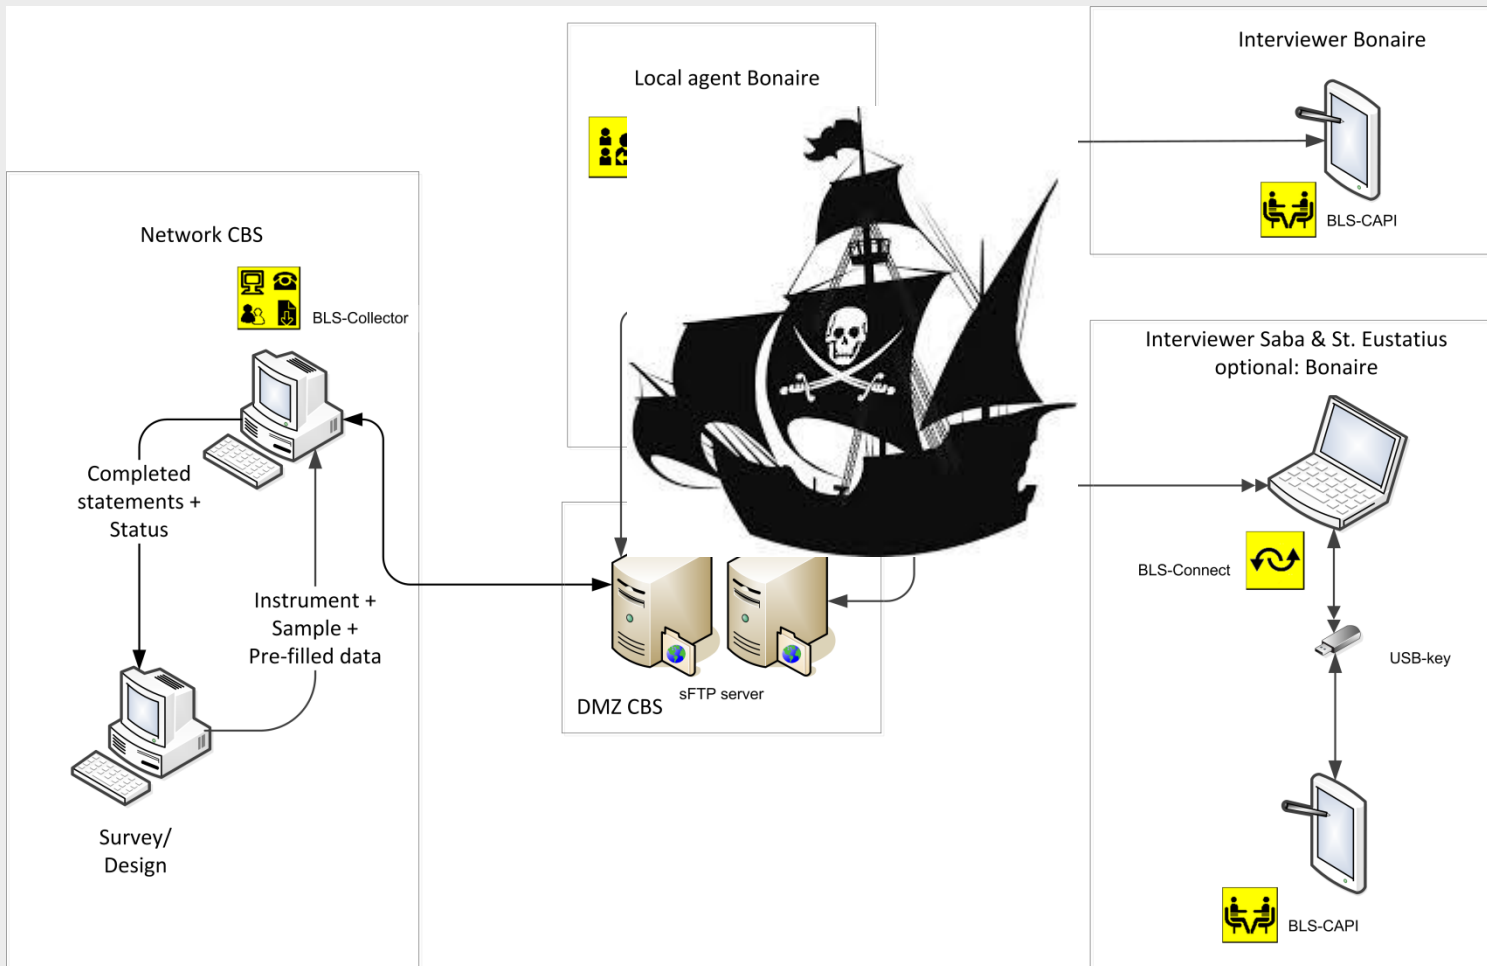 Network CBS
BLS-Collector
Completed
statements +
Status
Instrument +
Sample +
Pre-filled data
Survey/
Design
Local agent Bonaire
DMZ CBS
sFTP server
Interviewer Bonaire
BLS-CAPI
Interviewer Saba & St. Eustatius
optional: Bonaire
BLS-Connect
USB-key
BLS-CAPI